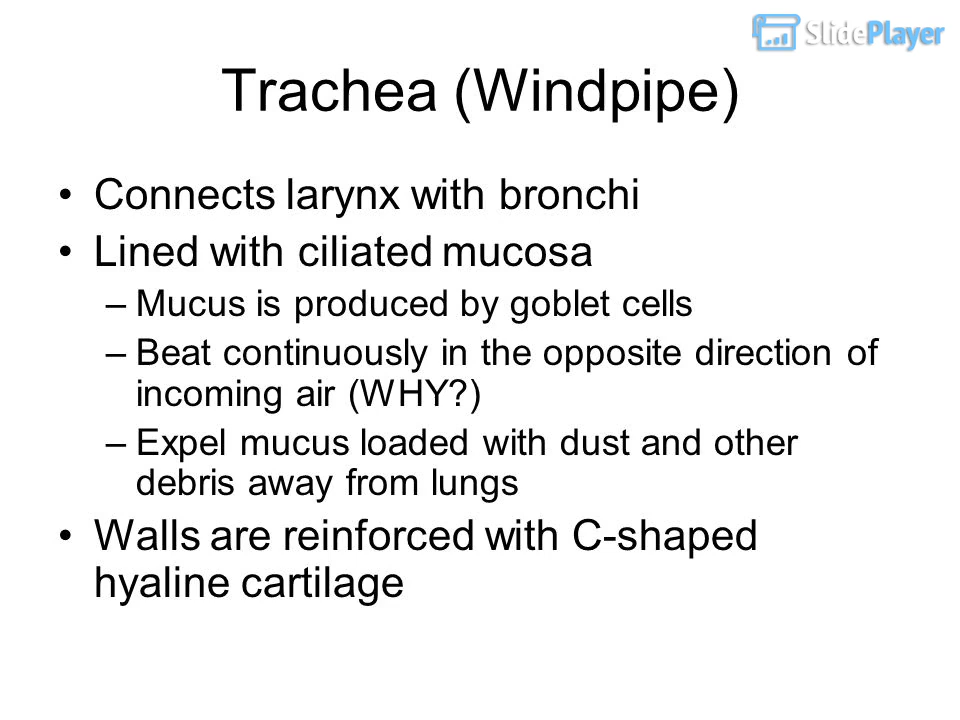 SlidePlayer
Trachea (Windpipe)
• Connects larynx with bronchi
• Lined with ciliated mucosa
– Mucus is produced by goblet cells
– Beat continuously in the opposite direction of
incoming air (WHY?)
– Expel mucus loaded with dust and other
debris away from lungs
• Walls are reinforced with C-shaped
hyaline cartilage